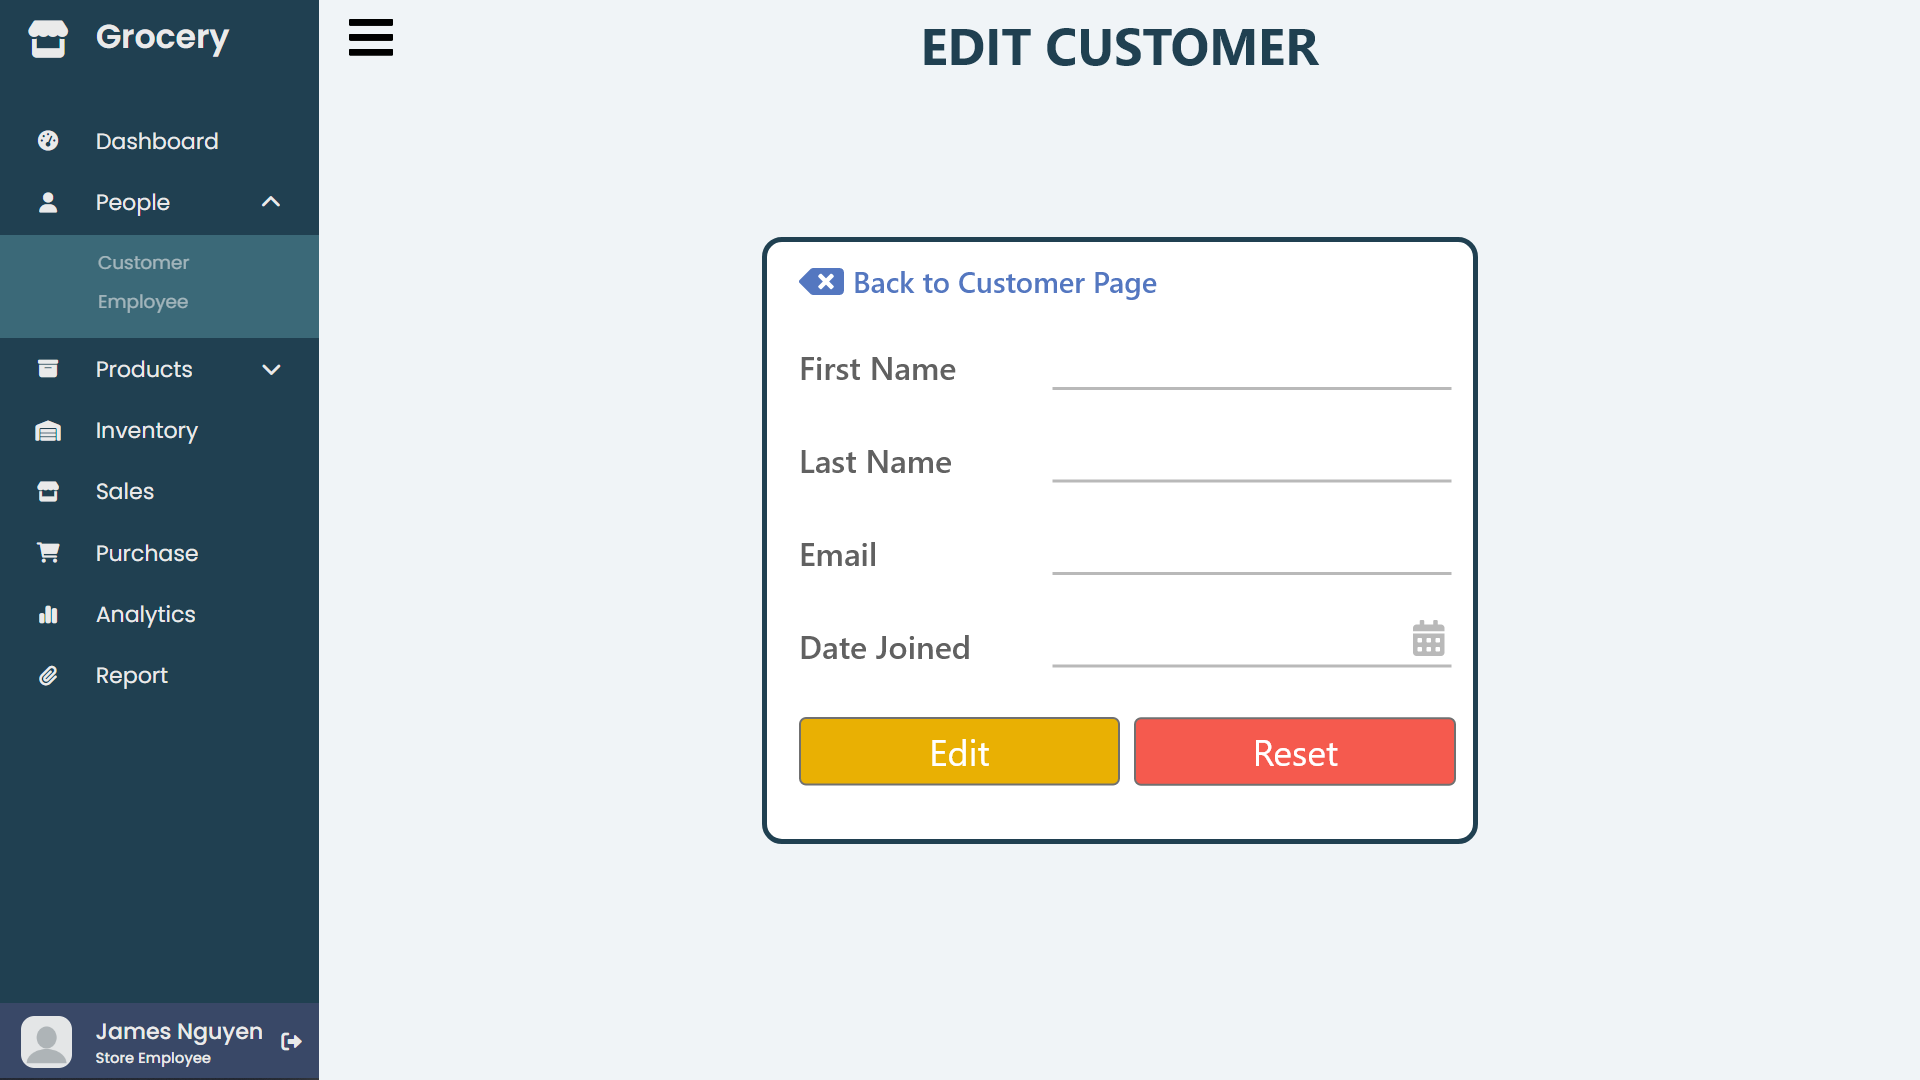 Grocery
Dashboard
People
Customer
Employee
Products
Inventory
Sales
Purchase
Analytics
Report
James Nguyen
Store Employee
EDIT CUSTOMER
Back to Customer Page
First Name
Last Name
Email
Date Joined
Edit
Reset